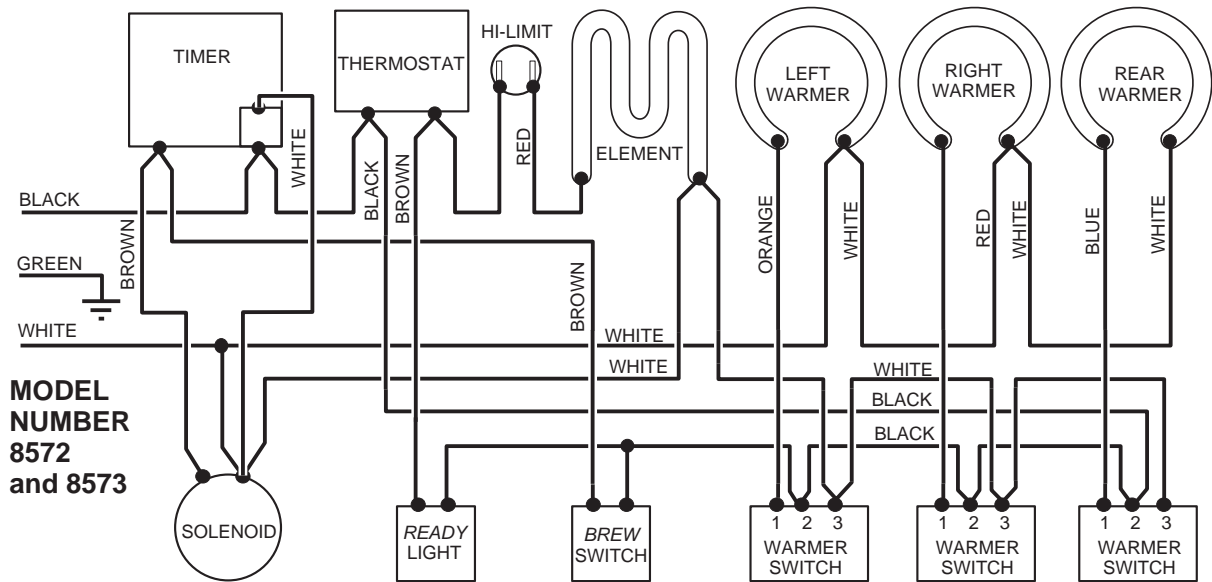 TIMER
THERMOSTAT
HI-LIMIT
ELEMENT
LEFT
WARMER
RIGHT
WARMER
REAR
WARMER
WHITE
BLACK
BROWN
RED
BLACK
BROWN
ORANGE
WHITE
RED
WHITE
BLUE
WHITE
GREEN
BROWN
WHITE
WHITE
WHITE
WHITE
BLACK
BLACK
MODEL
NUMBER
8572
and 8573
SOLENOID
READY
LIGHT
BREW
SWITCH
1 2 3
WARMER
SWITCH
1 2 3
WARMER
SWITCH
1 2 3
WARMER
SWITCH